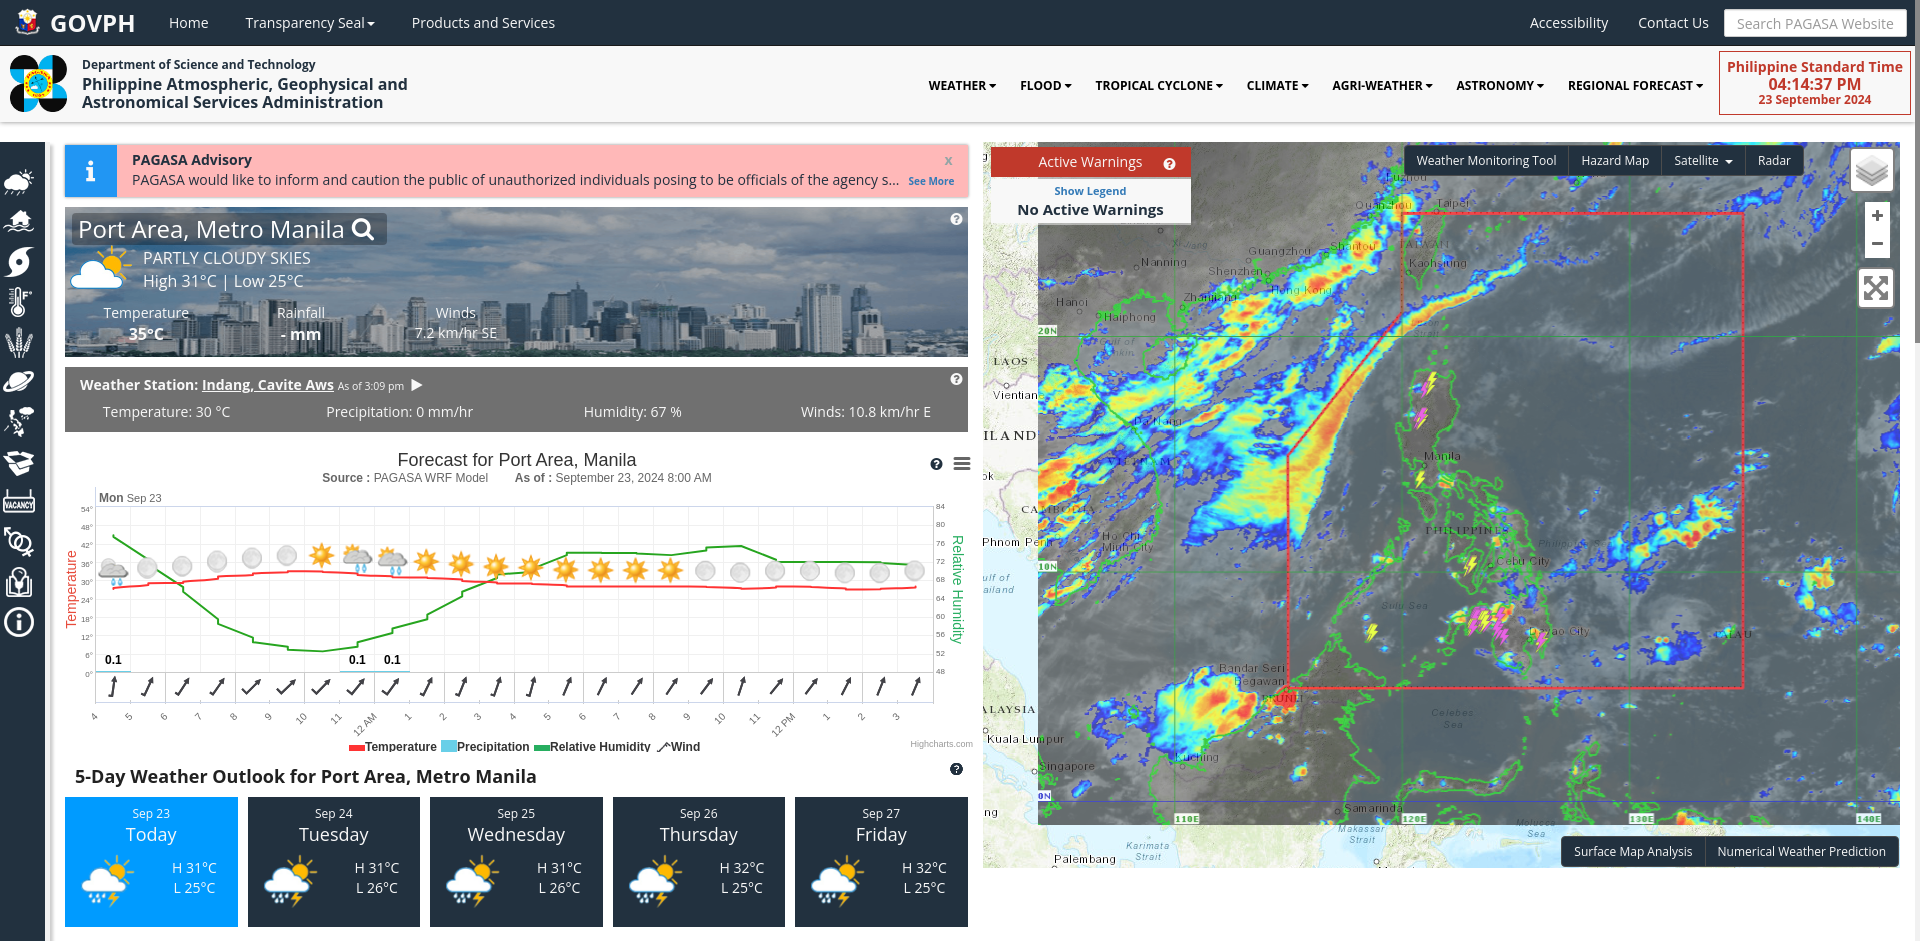 GOVPH
Home
Transparency Seal
Products and Services
Accessibility
Contact Us
Search PAGASA Website
Department of Science and Technology
Philippine Atmospheric, Geophysical and
Astronomical Services Administration
WEATHER
FLOOD
TROPICAL CYCLONE
CLIMATE
AGRI-WEATHER
ASTRONOMY
REGIONAL FORECAST
Philippine Standard Time
04:14:37 PM
23 September 2024
PAGASA Advisory
x
PAGASA would like to inform and caution the public of unauthorized individuals posing to be officials of the agency s... See More
Port Area, Metro Manila
PARTLY CLOUDY SKIES
High 31°C | Low 25°C
Temperature Rainfall Winds
35°C - mm 7.2 km/hr SE
Weather Station: Indang, Cavite Aws As of 3:09 pm
Temperature: 30 °C Precipitation: 0 mm/hr Humidity: 67 % Winds: 10.8 km/hr E
VACANCY
Forecast for Port Area, Manila
Source : PAGASA WRF Model As of : September 23, 2024 8:00 AM
Mon Sep 23
Temperature
54°
48°
42°
36°
30°
24°
18°
12°
6°
0°
84
80
76
72
68
64
60
56
52
48
Relative Humidity
0.1 0.1 0.1
4 5 6 7 8 9 10 11 12 AM 1 2 3 4 5 6 7 8 9 10 11 12 PM 1 2 3
Temperature Precipitation Relative Humidity Wind
Highcharts.com
5-Day Weather Outlook for Port Area, Metro Manila
Sep 23
Today
H 31°C
L 25°C
Sep 24
Tuesday
H 31°C
L 26°C
Sep 25
Wednesday
H 31°C
L 26°C
Sep 26
Thursday
H 32°C
L 25°C
Sep 27
Friday
H 32°C
L 25°C
Active Warnings
Show Legend
No Active Warnings
Weather Monitoring Tool
Hazard Map
Satellite
Radar
+
−
Taipei
TAIWAN
Kaohsiung
Guangzhou
Shantou
Shenzhen
Hong Kong
Nanning
Zhanjiang
Hanoi
Haiphong
20N
LAOS
Vientian
ILAND
Da Nang
VIETNAM
Manila
CAMBODIA
Phnom Penh
Ho Chi
Minh City
PHILIPPINES
Cebu City
10N
Sulu Sea
Davao City
PALAU
Bandar Seri
Begawan
BRUNEI
ALAYSIA
Celebes
Sea
Kuala Lumpur
Kuching
Singapore
0N
Samarinda
110E
120E
130E
140E
Makassar
Strait
Molucca
Sea
Karimata
Strait
Palembang
Surface Map Analysis
Numerical Weather Prediction